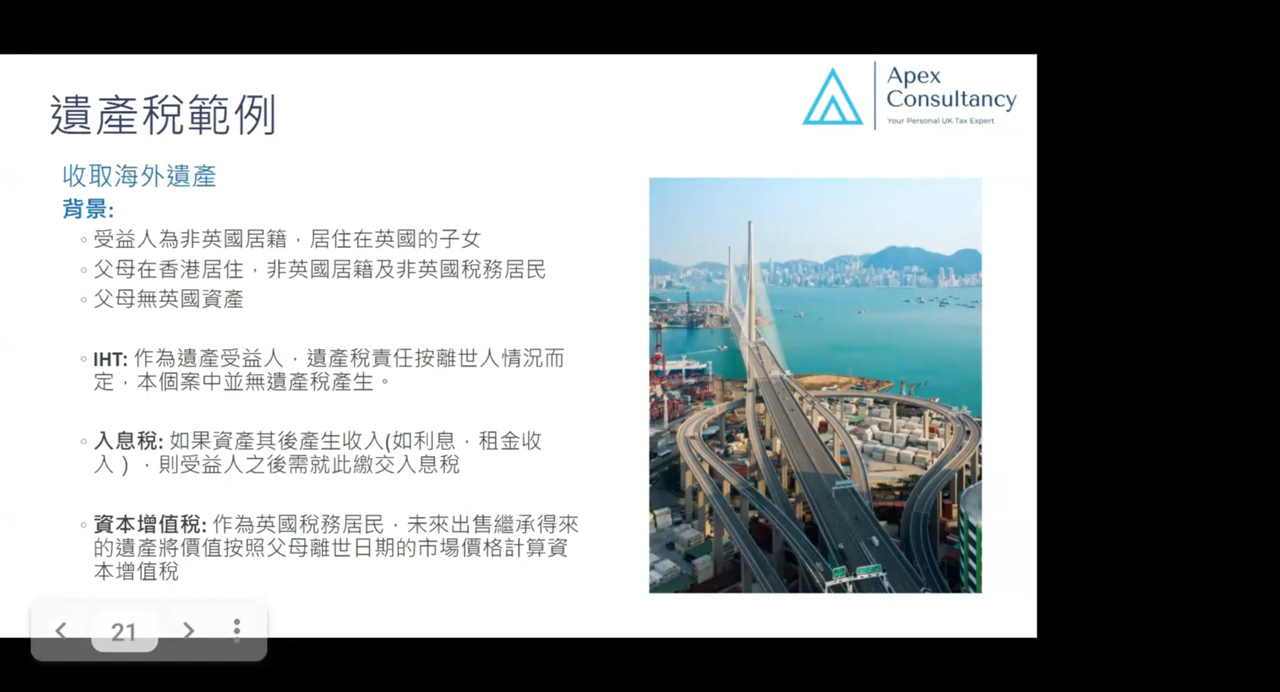 遺產稅範例
Apex
Consultancy
Your Personal UK Tax Expert
收取海外遺產
背景:
◦ 受益人為非英國居籍，居住在英國的子女
◦ 父母在香港居住，非英國居籍及非英國稅務居民
◦ 父母無英國資產
◦ IHT: 作為遺產受益人，遺產稅責任按離世人情況而
定，本個案中並無遺產稅產生。
◦ 入息稅: 如果資產其後產生收入(如利息，租金收
入），則受益人之後需就此繳交入息稅
◦ 資本增值稅: 作為英國稅務居民，未來出售繼承得來
的遺產將價值按照父母離世日期的市場價格計算資
本增值稅
21